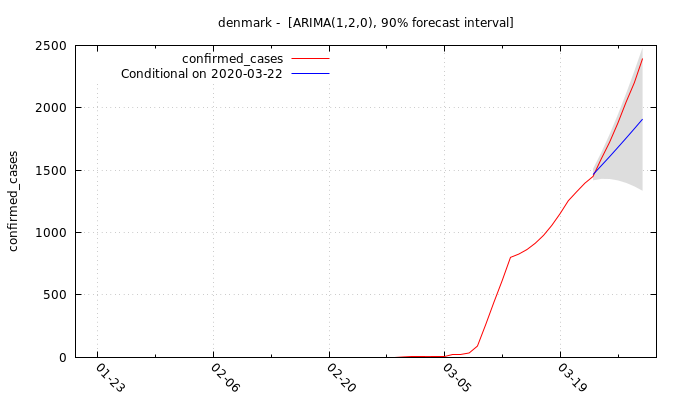 denmark -  [ARIMA(1,2,0), 90% forecast interval]
confirmed_cases
Conditional on 2020-03-22
confirmed_cases
2500
2000
1500
1000
500
0
01-23
02-06
02-20
03-05
03-19